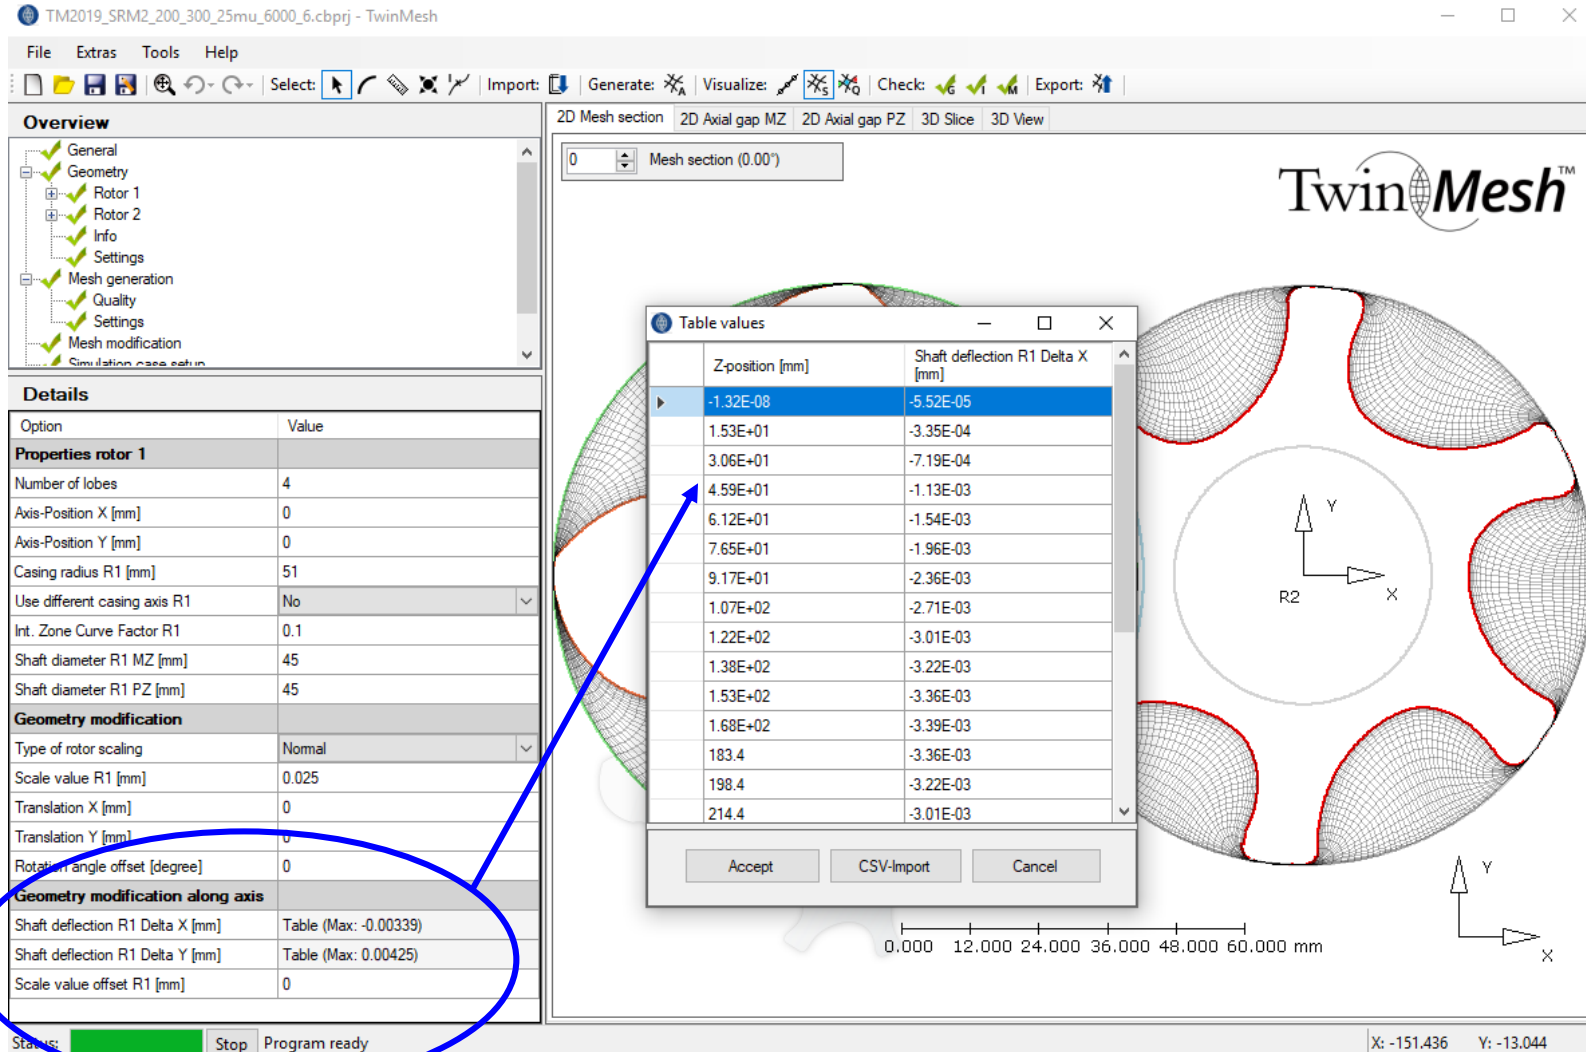 TM2019_SRM2_200_300_25mu_6000_6.cbprj - TwinMesh
File Extras Tools Help
Select: Import: Generate: Visualize: Check: Export:
Overview
General
Geometry
Rotor 1
Rotor 2
Info
Settings
Mesh generation
Quality
Settings
Mesh modification
Simulation case setup
Details
Option Value
Properties rotor 1
Number of lobes 4
Axis-Position X [mm] 0
Axis-Position Y [mm] 0
Casing radius R1 [mm] 51
Use different casing axis R1 No
Int. Zone Curve Factor R1 0.1
Shaft diameter R1 MZ [mm] 45
Shaft diameter R1 PZ [mm] 45
Geometry modification
Type of rotor scaling Normal
Scale value R1 [mm] 0.025
Translation X [mm] 0
Translation Y [mm] 0
Rotation angle offset [degree] 0
Geometry modification along axis
Shaft deflection R1 Delta X [mm] Table (Max: -0.00339)
Shaft deflection R1 Delta Y [mm] Table (Max: 0.00425)
Scale value offset R1 [mm] 0
2D Mesh section 2D Axial gap MZ 2D Axial gap PZ 3D Slice 3D View
0 Mesh section (0.00°)
TwinMesh™
Table values
Z-position [mm] Shaft deflection R1 Delta X [mm]
-1.32E-08 -5.52E-05
1.53E+01 -3.35E-04
3.06E+01 -7.19E-04
4.59E+01 -1.13E-03
6.12E+01 -1.54E-03
7.65E+01 -1.96E-03
9.17E+01 -2.36E-03
1.07E+02 -2.71E-03
1.22E+02 -3.01E-03
1.38E+02 -3.22E-03
1.53E+02 -3.36E-03
1.68E+02 -3.39E-03
183.4 -3.36E-03
198.4 -3.22E-03
214.4 -3.01E-03
Accept CSV-Import Cancel
Y
R2 X
Y
X
0.000 12.000 24.000 36.000 48.000 60.000 mm
Status: Stop Program ready X: -151.436 Y: -13.044